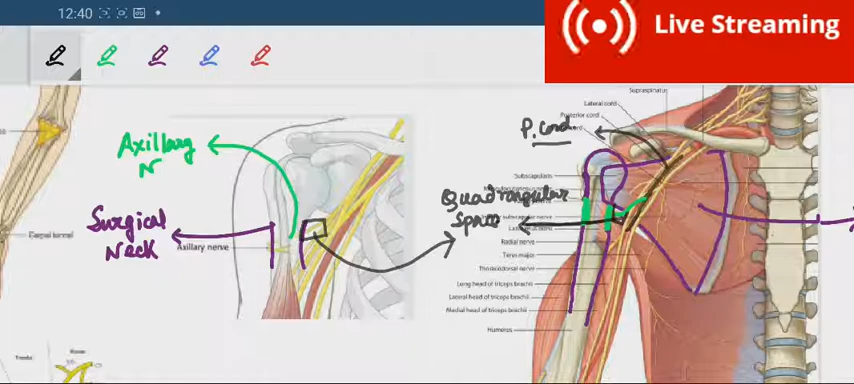 12:40
Live Streaming
Supraspinatus
Lateral cord
Posterior cord
P. cord
Axillary
N
Subscapularis
Quadrangular
Space
Surgical
Neck
Carpal tunnel
Axillary nerve
Radial nerve
Teres major
Thoracodorsal nerve
Long head of triceps brachii
Lateral head of triceps brachii
Medial head of triceps brachii
Humerus